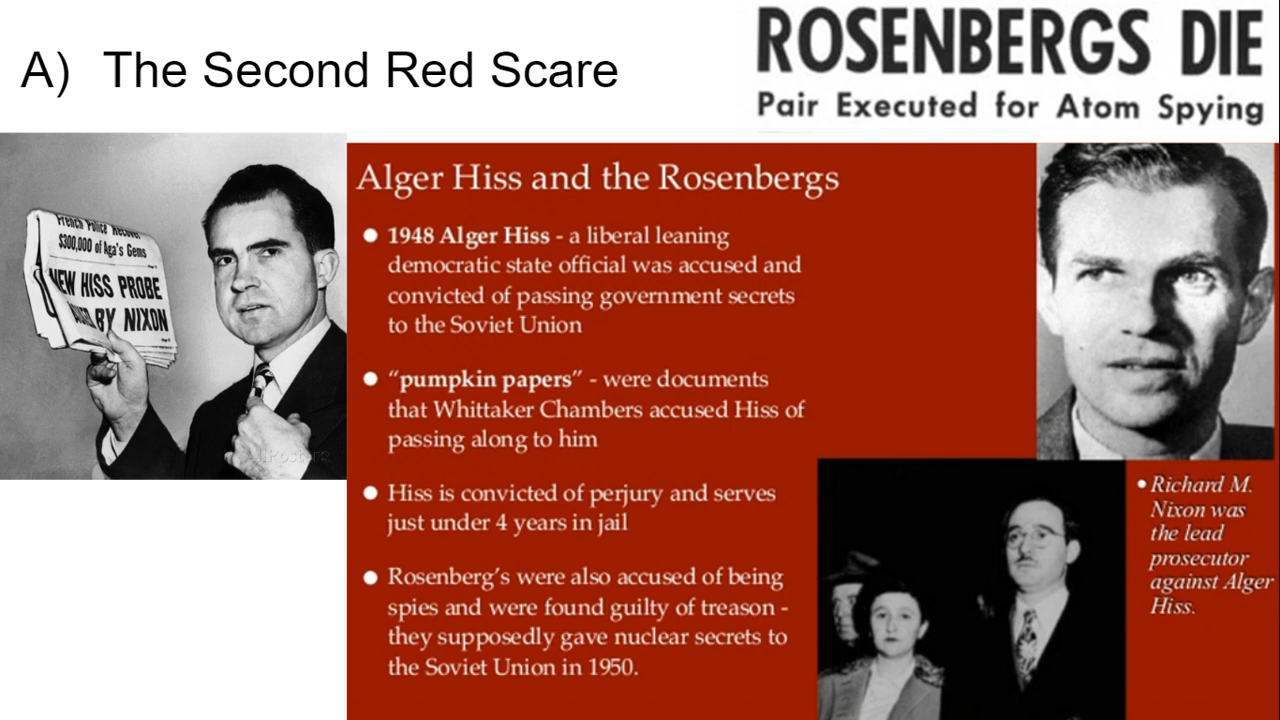 A) The Second Red Scare
ROSENBERGS DIE
Pair Executed for Atom Spying
French Police Recover
$300,000 of Aga's Gems
NEW HISS PROBE
BY NIXON
Alger Hiss and the Rosenbergs
● 1948 Alger Hiss - a liberal leaning
democratic state official was accused and
convicted of passing government secrets
to the Soviet Union
● “pumpkin papers” - were documents
that Whittaker Chambers accused Hiss of
passing along to him
● Hiss is convicted of perjury and serves
just under 4 years in jail
● Rosenberg’s were also accused of being
spies and were found guilty of treason -
they supposedly gave nuclear secrets to
the Soviet Union in 1950.
• Richard M.
Nixon was
the lead
prosecutor
against Alger
Hiss.